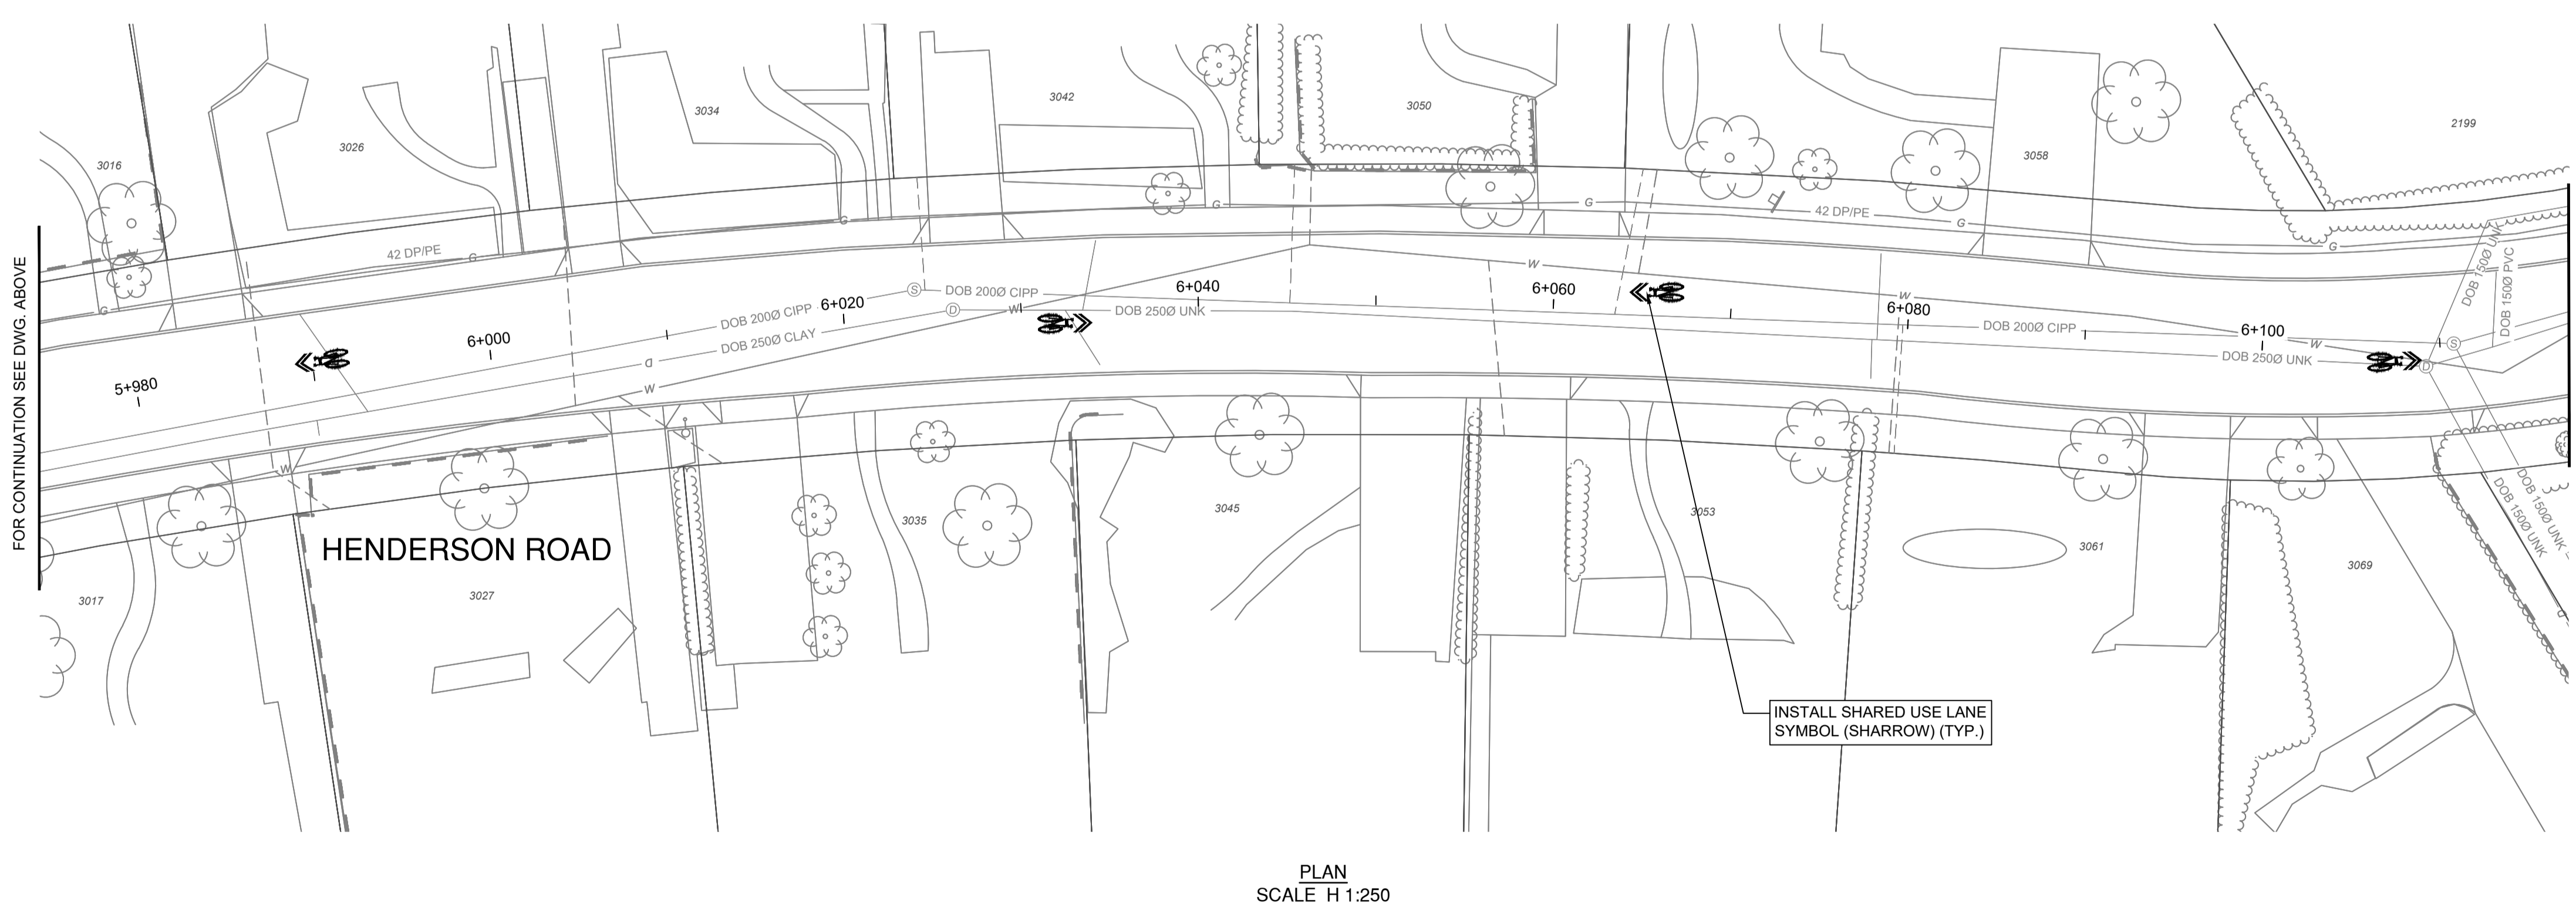 FOR CONTINUATION SEE DWG. ABOVE
3016
3026
3034
3042
3050
3058
2199
42 DP/PE
G
G
G
G
G
42 DP/PE
G
G
5+980
6+000
6+020
6+040
6+060
6+080
6+100
DOB 200Ø CIPP
S
DOB 200Ø CIPP
DOB 250Ø CLAY
D
DOB 250Ø UNK
D
W
W
W
W
W
W
DOB 200Ø CIPP
S
DOB 250Ø UNK
D
DOB 150Ø UNK
DOB 150Ø PVC
DOB 150Ø UNK
DOB 150Ø UNK
HENDERSON ROAD
3017
3027
3035
3045
3053
3061
3069
INSTALL SHARED USE LANE
SYMBOL (SHARROW) (TYP.)
PLAN
SCALE H 1:250